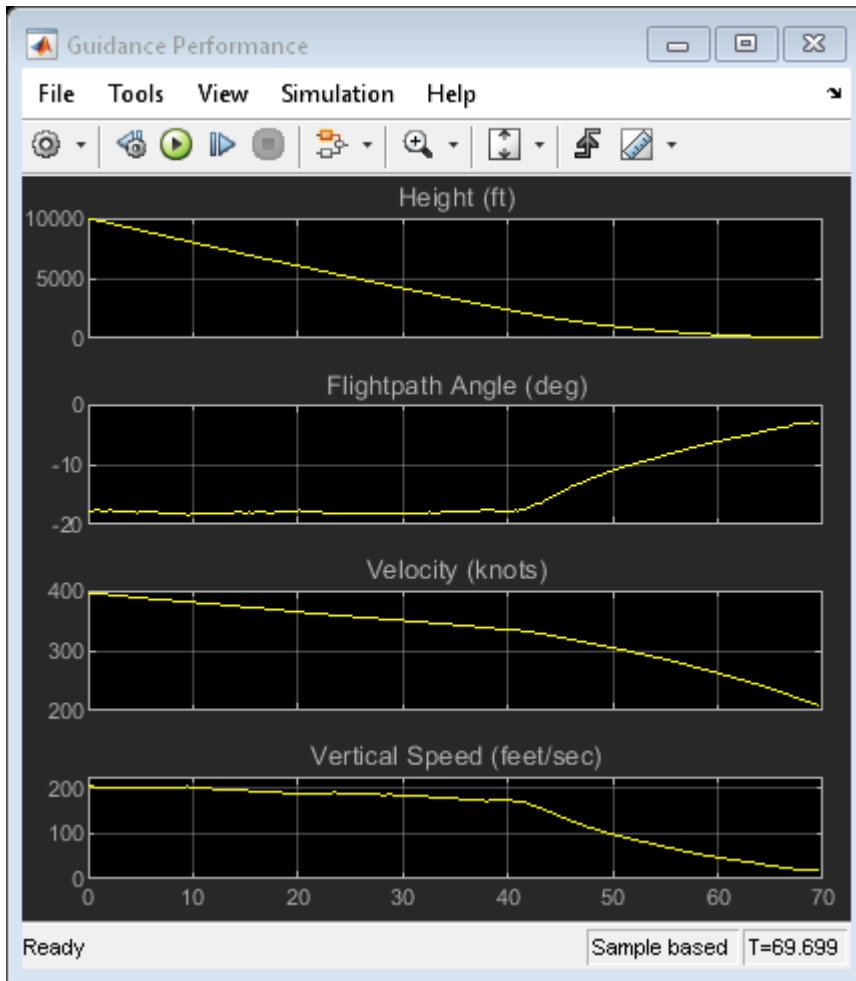 Guidance Performance
File Tools View Simulation Help
Height (ft)
10000
5000
0
Flightpath Angle (deg)
0
-10
-20
Velocity (knots)
400
300
200
Vertical Speed (feet/sec)
200
100
0
0 10 20 30 40 50 60 70
Ready Sample based T=69.699